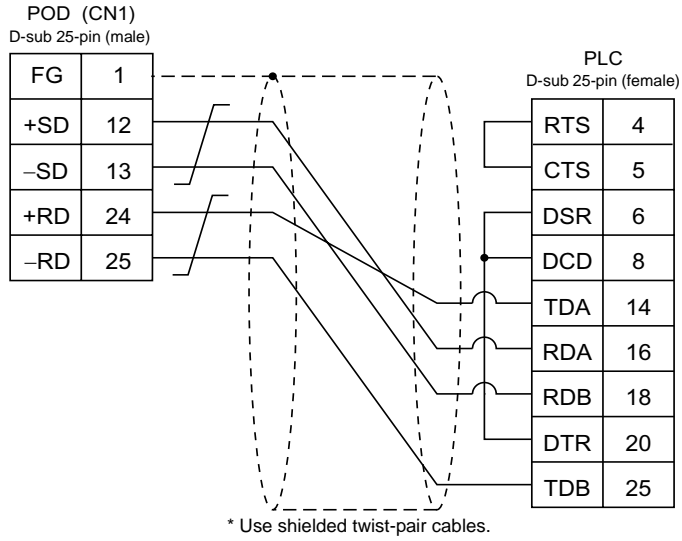 POD (CN1)
D-sub 25-pin (male)
FG 1
+SD 12
−SD 13
+RD 24
−RD 25
PLC
D-sub 25-pin (female)
RTS 4
CTS 5
DSR 6
DCD 8
TDA 14
RDA 16
RDB 18
DTR 20
TDB 25
* Use shielded twist-pair cables.